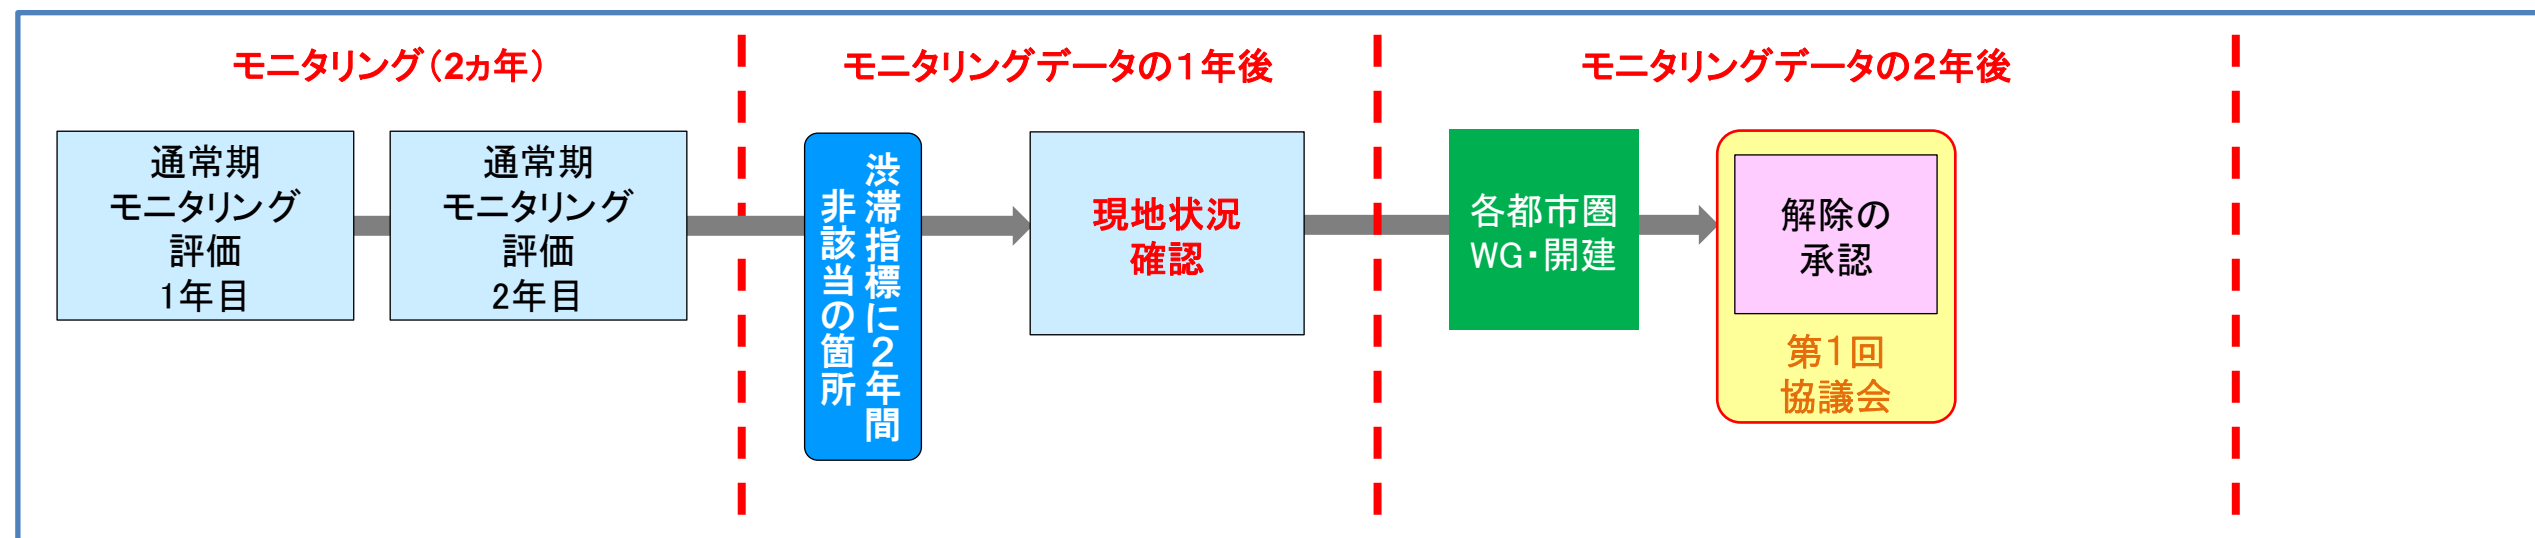 モニタリング（2ヵ年）
通常期
モニタリング
評価
1年目
通常期
モニタリング
評価
2年目
モニタリングデータの１年後
渋滞指標に２年間
非該当の箇所
現地状況
確認
モニタリングデータの２年後
各都市圏
WG・開建
解除の
承認
第1回
協議会